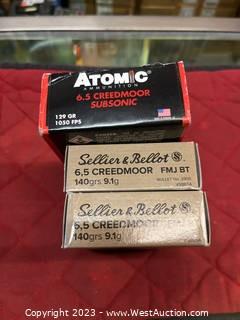 ATOMIC
AMMUNITION
6.5 CREEDMOOR
SUBSONIC
129 GR
1050 FPS
Sellier & Bellot S
6,5 CREEDMOOR FMJ BT
140grs 9.1g
Sellier & Bellot S
6,5 CREEDMOOR FMJ
140grs 9.1g
Copyright 2023 - www.WestAuction.com